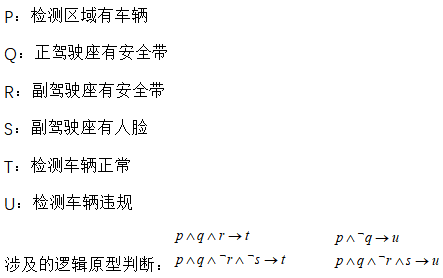 P：检测区域有车辆
Q：正驾驶座有安全带
R：副驾驶座有安全带
S：副驾驶座有人脸
T：检测车辆正常
U：检测车辆违规
p∧q∧r→t p∧¬q→u
涉及的逻辑原型判断：p∧q∧¬r∧¬s→t p∧q∧¬r∧s→u